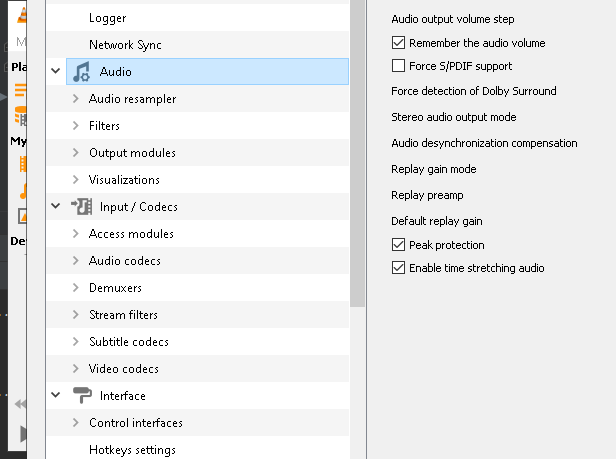 Logger
Network Sync
Audio
Audio resampler
Filters
Output modules
Visualizations
Input / Codecs
Access modules
Audio codecs
Demuxers
Stream filters
Subtitle codecs
Video codecs
Interface
Control interfaces
Hotkeys settings
Audio output volume step
Remember the audio volume
Force S/PDIF support
Force detection of Dolby Surround
Stereo audio output mode
Audio desynchronization compensation
Replay gain mode
Replay preamp
Default replay gain
Peak protection
Enable time stretching audio
M
Pla
My
De